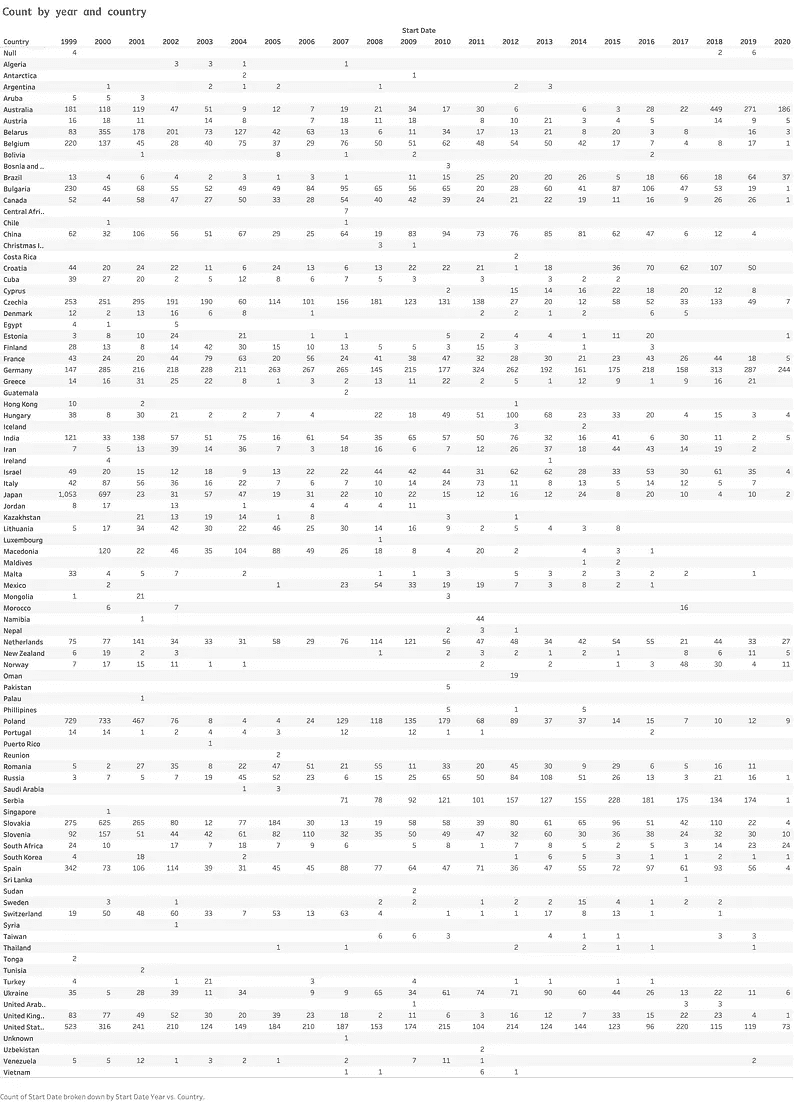 Count by year and country
Start Date
Country 1999 2000 2001 2002 2003 2004 2005 2006 2007 2008 2009 2010 2011 2012 2013 2014 2015 2016 2017 2018 2019 2020
Null 4 2 6
Algeria 3 3 1 1
Antarctica 2 1
Argentina 1 2 1 2 1 2 3
Aruba 5 5 3
Australia 181 118 119 47 51 9 12 7 19 21 34 17 30 6 6 3 28 22 449 271 186
Austria 16 18 11 14 8 7 18 11 18 8 10 21 3 4 5 14 9 5
Belarus 83 355 178 201 73 127 42 63 13 6 11 34 17 13 21 8 20 3 8 16 3
Belgium 220 137 45 28 40 75 37 29 76 50 51 62 48 54 50 42 17 7 4 8 17 1
Bolivia 1 8 1 2 2
Bosnia and .. 3
Brazil 13 4 6 4 2 3 1 3 1 11 15 25 20 20 26 5 18 66 18 64 37
Bulgaria 230 45 68 55 52 49 49 84 95 65 56 65 20 28 60 41 87 106 47 53 19 1
Canada 52 44 58 47 27 50 33 28 54 40 42 39 24 21 22 19 11 16 9 26 26 1
Central Afri.. 7
Chile 1 1
China 62 32 106 56 51 67 29 25 64 19 83 94 73 76 85 81 62 47 6 12 4
Christmas I.. 3 1
Costa Rica 2
Croatia 44 20 24 22 11 6 24 13 6 13 22 22 21 1 18 36 70 62 107 50
Cuba 39 27 20 2 5 12 8 6 7 5 3 3 3 2 2
Cyprus 2 15 14 16 22 18 20 12 8
Czechia 253 251 295 191 190 60 114 101 156 181 123 131 138 27 20 12 58 52 33 133 49 7
Denmark 12 2 13 16 6 8 1 2 2 1 2 6 5
Egypt 4 1 5
Estonia 3 8 10 24 21 1 1 5 2 4 4 1 11 20 1
Finland 28 13 8 14 42 30 15 10 13 5 5 3 15 3 1 3
France 43 24 20 44 79 63 20 56 24 41 38 47 32 28 30 21 23 43 26 44 18 5
Germany 147 285 216 218 228 211 263 267 265 145 215 177 324 262 192 161 175 218 158 313 287 244
Greece 14 16 31 25 22 8 1 3 2 13 11 22 2 5 1 12 9 1 9 16 21
Guatemala 2
Hong Kong 10 2 1
Hungary 38 8 30 21 2 2 7 4 22 18 49 51 100 68 23 33 20 4 15 3 4
Iceland 3 2
India 121 33 138 57 51 75 16 61 54 35 65 57 50 76 32 16 41 6 30 11 2 5
Iran 7 5 13 39 14 36 7 3 18 16 6 7 12 26 37 18 44 43 14 19 2
Ireland 4 1
Israel 49 20 15 12 18 9 13 22 22 44 42 44 31 62 62 28 33 53 30 61 35 4
Italy 42 87 56 36 16 22 7 6 7 10 14 24 73 11 8 13 5 14 12 5 7
Japan 1,053 697 23 31 57 47 19 31 22 10 22 15 12 16 12 24 8 20 10 4 10 2
Jordan 8 17 13 1 4 4 4 11
Kazakhstan 21 13 19 14 1 8 3 1
Lithuania 5 17 34 42 30 22 46 25 30 14 16 9 2 5 4 3 8
Luxembourg 1
Macedonia 120 22 46 35 104 88 49 26 18 8 4 20 2 4 3 1
Maldives 1 2
Malta 33 4 5 7 2 1 1 3 5 3 2 3 2 2 1
Mexico 2 1 23 54 33 19 19 7 3 8 2 1
Mongolia 1 21 3
Morocco 6 7 16
Namibia 1 44
Nepal 2 3 1
Netherlands 75 77 141 34 33 31 58 29 76 114 121 56 47 48 34 42 54 55 21 44 33 27
New Zealand 6 19 2 3 1 2 3 2 1 2 1 8 6 11 5
Norway 7 17 15 11 1 1 2 2 1 3 48 30 4 11
Oman 19
Pakistan 5
Palau 1
Phillipines 5 1 5
Poland 729 733 467 76 8 4 4 24 129 118 135 179 68 89 37 37 14 15 7 10 12 9
Portugal 14 14 1 2 4 4 3 12 12 1 1 2
Puerto Rico 1
Reunion 2
Romania 5 2 27 35 8 22 47 51 21 55 11 33 20 45 30 9 29 6 5 16 11
Russia 3 7 5 7 19 45 52 23 6 15 25 65 50 84 108 51 26 13 3 21 16 1
Saudi Arabia 1 3
Serbia 71 78 92 121 101 157 127 155 228 181 175 134 174 1
Singapore 1
Slovakia 275 625 265 80 12 77 184 30 13 19 58 58 39 80 61 65 96 51 42 110 22 4
Slovenia 92 157 51 44 42 61 82 110 32 35 50 49 47 32 60 30 36 38 24 32 30 10
South Africa 24 10 17 7 18 9 6 5 8 1 7 8 5 2 5 3 14 23 24
South Korea 4 18 2 1 6 5 3 1 1 2 1 1
Spain 342 73 106 114 39 31 45 45 88 77 64 47 71 36 47 55 72 97 61 93 56 4
Sri Lanka 1
Sudan 2
Sweden 3 1 2 2 1 2 2 15 4 1 2 2
Switzerland 19 50 48 60 33 7 53 13 63 4 1 1 1 17 8 13 1 1
Syria 1
Taiwan 6 6 3 4 1 1 3 3
Thailand 1 1 2 2 1 1 1
Tonga 2
Tunisia 2
Turkey 4 1 21 3 4 1 1 1 1
Ukraine 35 5 28 39 11 34 9 9 65 34 61 74 71 90 60 44 26 13 22 11 6
United Arab.. 1 3 3
United King.. 83 77 49 52 30 20 39 23 18 2 11 6 3 16 12 7 33 15 22 23 4 1
United Stat.. 523 316 241 210 124 149 184 210 187 153 174 215 104 214 124 144 123 96 220 115 119 73
Unknown 1
Uzbekistan 2
Venezuela 5 5 12 1 3 2 1 2 7 11 1 2
Vietnam 1 1 6 1
Count of Start Date broken down by Start Date Year vs. Country.